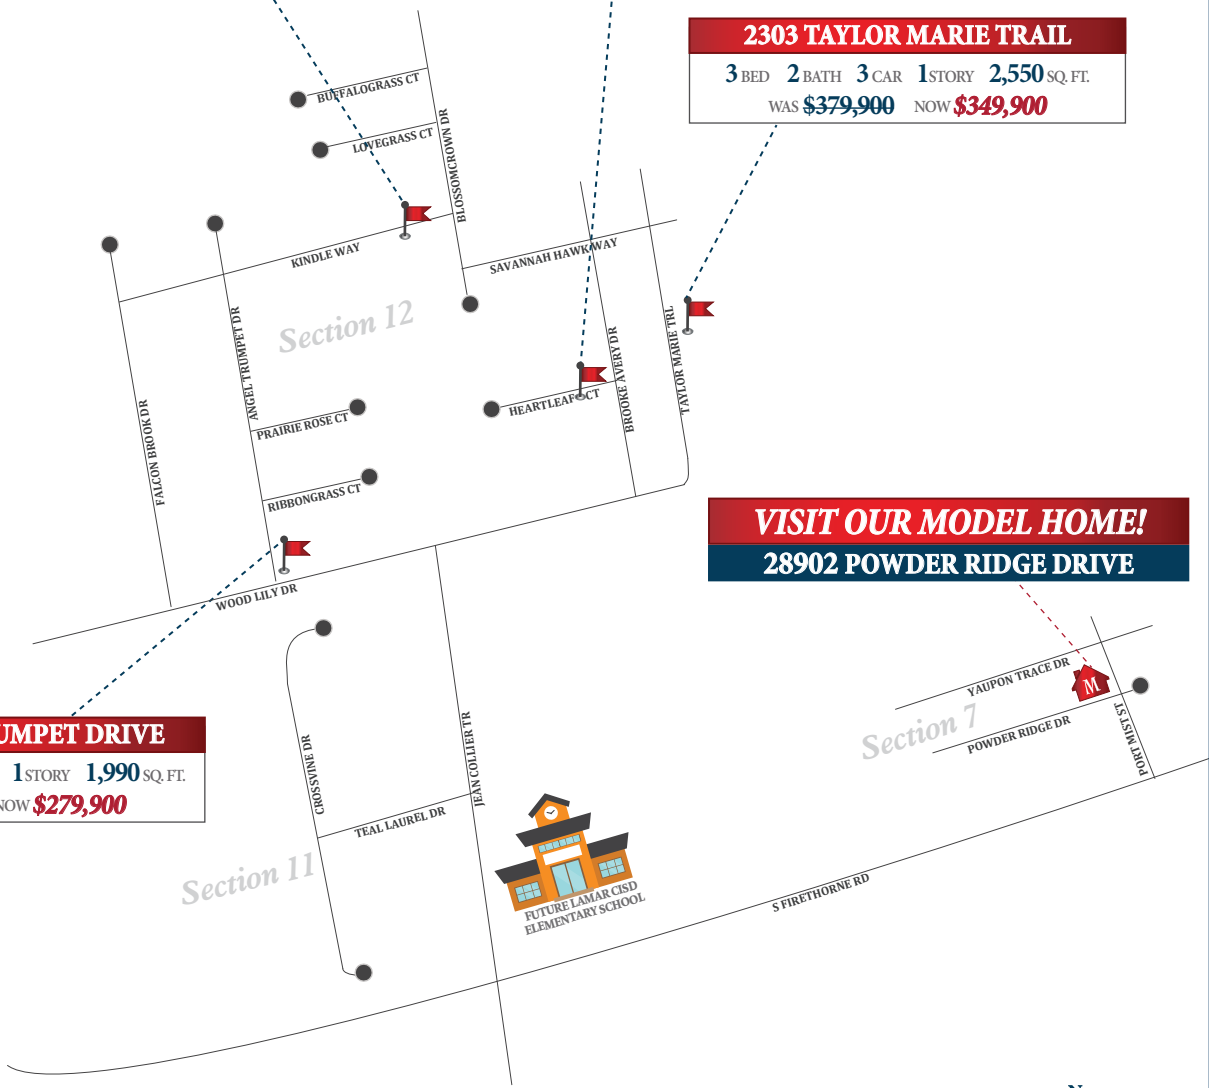 2303 TAYLOR MARIE TRAIL
3 BED 2 BATH 3 CAR 1 STORY 2,550 SQ. FT.
WAS $379,900 NOW $349,900
BUFFALOGRASS CT
LOVEGRASS CT
BLOSSOMCROWN DR
KINDLE WAY
SAVANNAH HAWK WAY
Section 12
ANGEL TRUMPET DR
TAYLOR MARIE TRL
BROOKE AVERY DR
HEARTLEAF CT
FALCON BROOK DR
PRAIRIE ROSE CT
RIBBONGRASS CT
VISIT OUR MODEL HOME!
28902 POWDER RIDGE DRIVE
WOOD LILY DR
YAUPON TRACE DR
M
Section 7
POWDER RIDGE DR
PORT MIST ST
UMPET DRIVE
1 STORY 1,990 SQ. FT.
NOW $279,900
CROSSVINE DR
JEAN COLLIER TR
TEAL LAUREL DR
Section 11
FUTURE LAMAR CISD
ELEMENTARY SCHOOL
S FIRETHORNE RD